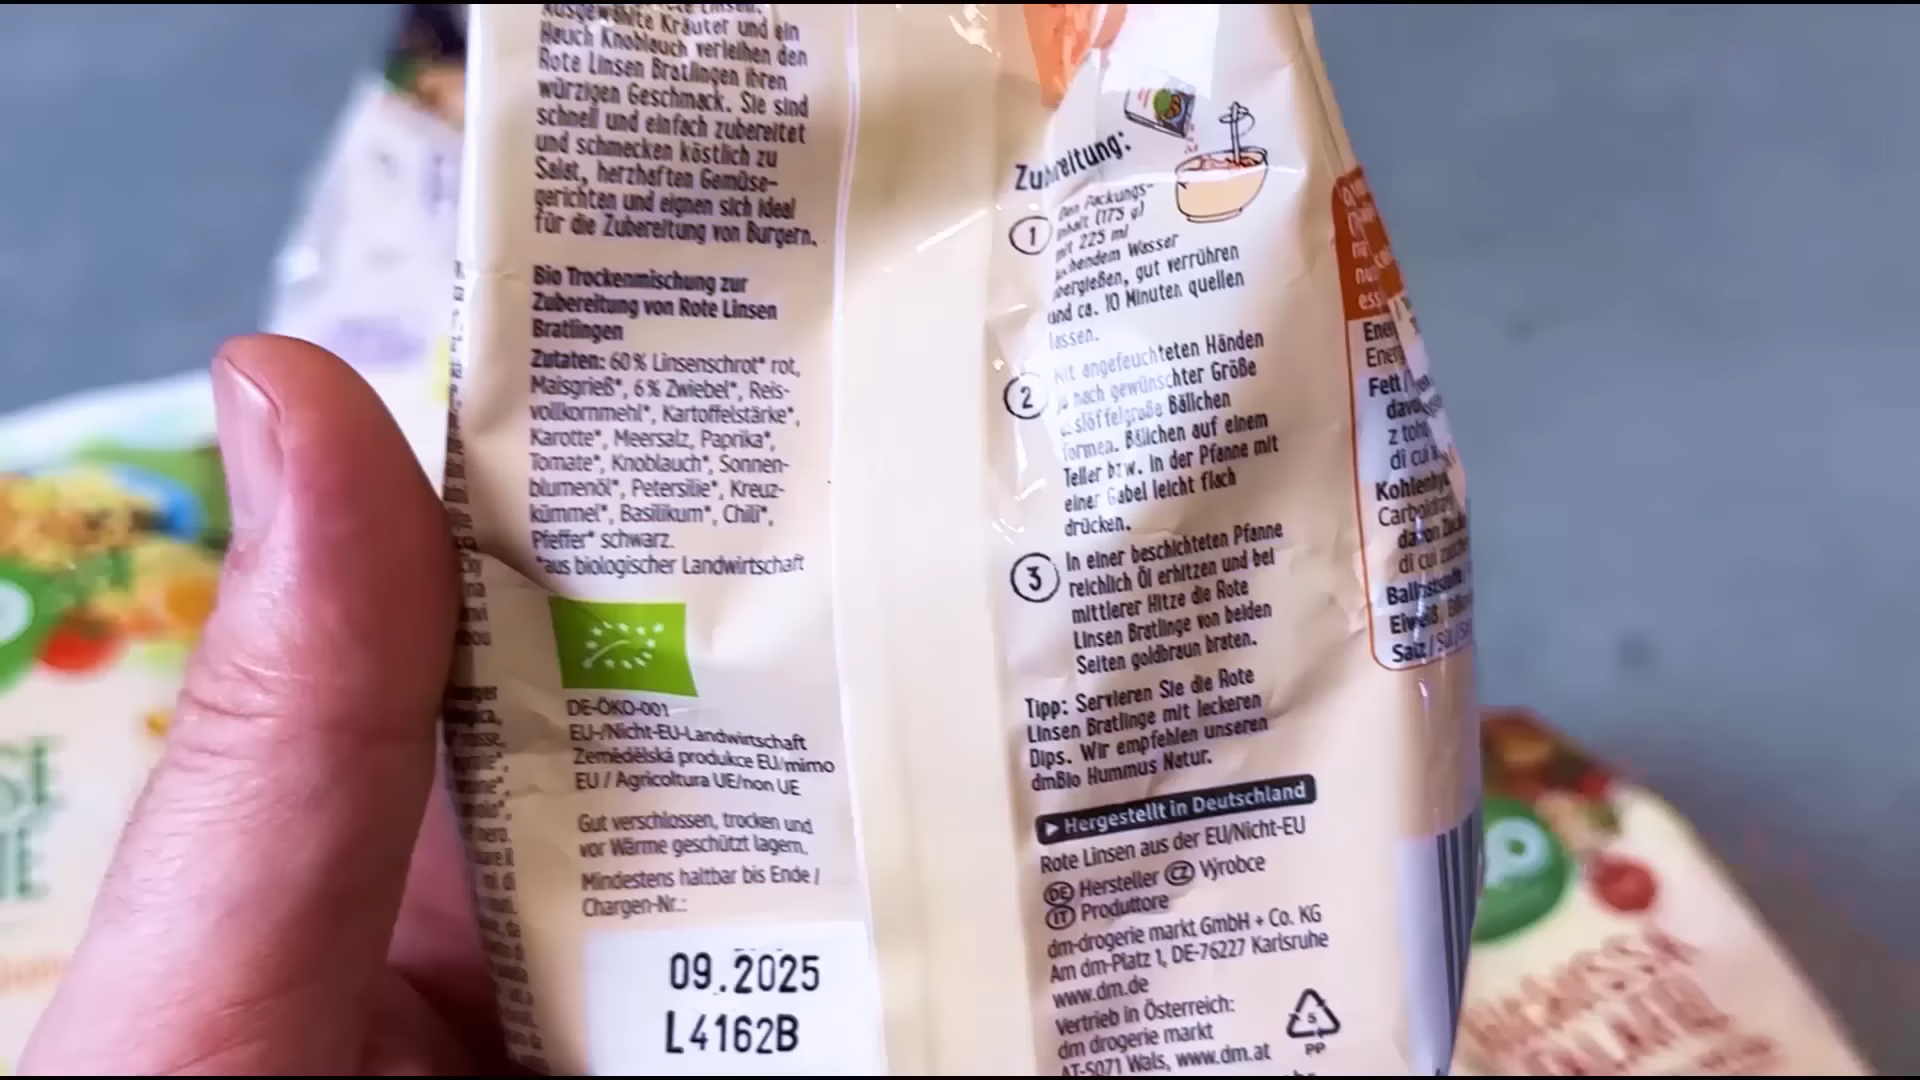 Ausgewählte Kräuter und ein
Hauch Knoblauch verleihen den
Rote Linsen Bratlingen ihren
würzigen Geschmack. Sie sind
schnell und einfach zubereitet
und schmecken köstlich zu
Salat, herzhaften Gemüse-
gerichten und eignen sich ideal
für die Zubereitung von Burgern.
Bio Trockenmischung zur
Zubereitung von Rote Linsen
Bratlingen
Zutaten: 60 % Linsenschrot* rot,
Maisgrieß*, 6 % Zwiebel*, Reis-
vollkornmehl*, Kartoffelstärke*,
Karotte*, Meersalz, Paprika*,
Tomate*, Knoblauch*, Sonnen-
blumenöl*, Petersilie*, Kreuz-
kümmel*, Basilikum*, Chili*,
Pfeffer* schwarz.
*aus biologischer Landwirtschaft
DE-ÖKO-001
EU-/Nicht-EU-Landwirtschaft
Zemědělská produkce EU/mimo
EU / Agricoltura UE/non UE
Gut verschlossen, trocken und
vor Wärme geschützt lagern.
Mindestens haltbar bis Ende /
Chargen-Nr.:
09.2025
L4162B
Zubereitung:
1 Den Packungs-
inhalt (175 g)
mit 225 ml
kochendem Wasser
übergießen, gut verrühren
und ca. 10 Minuten quellen
lassen.
2 Mit angefeuchteten Händen
je nach gewünschter Größe
esslöffelgroße Bällchen
formen. Bällchen auf einem
Teller bzw. in der Pfanne mit
einer Gabel leicht flach
drücken.
3 In einer beschichteten Pfanne
reichlich Öl erhitzen und bei
mittlerer Hitze die Rote
Linsen Bratlinge von beiden
Seiten goldbraun braten.
Tipp: Servieren Sie die Rote
Linsen Bratlinge mit leckeren
Dips. Wir empfehlen unseren
dmBio Hummus Natur.
Hergestellt in Deutschland
Rote Linsen aus der EU/Nicht-EU
DE Hersteller CZ Výrobce
IT Produttore
dm-drogerie markt GmbH + Co. KG
Am dm-Platz 1, DE-76227 Karlsruhe
www.dm.de
Vertrieb in Österreich:
dm drogerie markt
AT-5071 Wals, www.dm.at
5
PP
Fett /
Salz /